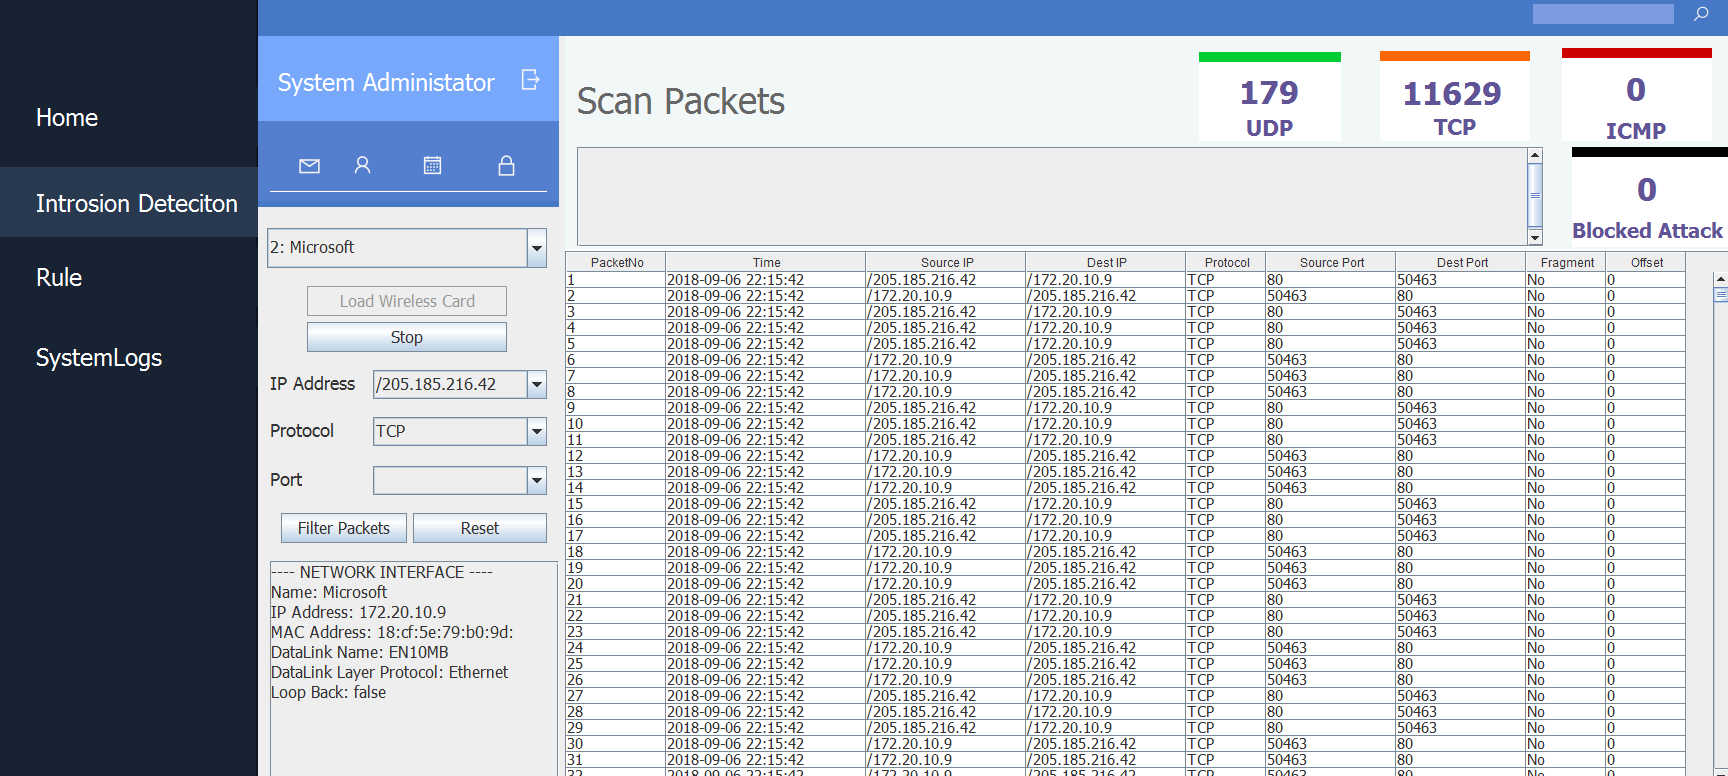 Home
Introsion Deteciton
Rule
SystemLogs
System Administator
2: Microsoft
Load Wireless Card
Stop
IP Address /205.185.216.42
Protocol TCP
Port
Filter Packets Reset
---- NETWORK INTERFACE ----
Name: Microsoft
IP Address: 172.20.10.9
MAC Address: 18:cf:5e:79:b0:9d:
DataLink Name: EN10MB
DataLink Layer Protocol: Ethernet
Loop Back: false
Scan Packets
179
UDP
11629
TCP
0
ICMP
0
Blocked Attack
PacketNo Time Source IP Dest IP Protocol Source Port Dest Port Fragment Offset
1 2018-09-06 22:15:42 /205.185.216.42 /172.20.10.9 TCP 80 50463 No 0
2 2018-09-06 22:15:42 /172.20.10.9 /205.185.216.42 TCP 50463 80 No 0
3 2018-09-06 22:15:42 /205.185.216.42 /172.20.10.9 TCP 80 50463 No 0
4 2018-09-06 22:15:42 /205.185.216.42 /172.20.10.9 TCP 80 50463 No 0
5 2018-09-06 22:15:42 /205.185.216.42 /172.20.10.9 TCP 80 50463 No 0
6 2018-09-06 22:15:42 /172.20.10.9 /205.185.216.42 TCP 50463 80 No 0
7 2018-09-06 22:15:42 /172.20.10.9 /205.185.216.42 TCP 50463 80 No 0
8 2018-09-06 22:15:42 /172.20.10.9 /205.185.216.42 TCP 50463 80 No 0
9 2018-09-06 22:15:42 /205.185.216.42 /172.20.10.9 TCP 80 50463 No 0
10 2018-09-06 22:15:42 /205.185.216.42 /172.20.10.9 TCP 80 50463 No 0
11 2018-09-06 22:15:42 /205.185.216.42 /172.20.10.9 TCP 80 50463 No 0
12 2018-09-06 22:15:42 /172.20.10.9 /205.185.216.42 TCP 50463 80 No 0
13 2018-09-06 22:15:42 /172.20.10.9 /205.185.216.42 TCP 50463 80 No 0
14 2018-09-06 22:15:42 /172.20.10.9 /205.185.216.42 TCP 50463 80 No 0
15 2018-09-06 22:15:42 /205.185.216.42 /172.20.10.9 TCP 80 50463 No 0
16 2018-09-06 22:15:42 /205.185.216.42 /172.20.10.9 TCP 80 50463 No 0
17 2018-09-06 22:15:42 /205.185.216.42 /172.20.10.9 TCP 80 50463 No 0
18 2018-09-06 22:15:42 /172.20.10.9 /205.185.216.42 TCP 50463 80 No 0
19 2018-09-06 22:15:42 /172.20.10.9 /205.185.216.42 TCP 50463 80 No 0
20 2018-09-06 22:15:42 /172.20.10.9 /205.185.216.42 TCP 50463 80 No 0
21 2018-09-06 22:15:42 /205.185.216.42 /172.20.10.9 TCP 80 50463 No 0
22 2018-09-06 22:15:42 /205.185.216.42 /172.20.10.9 TCP 80 50463 No 0
23 2018-09-06 22:15:42 /205.185.216.42 /172.20.10.9 TCP 80 50463 No 0
24 2018-09-06 22:15:42 /172.20.10.9 /205.185.216.42 TCP 50463 80 No 0
25 2018-09-06 22:15:42 /172.20.10.9 /205.185.216.42 TCP 50463 80 No 0
26 2018-09-06 22:15:42 /172.20.10.9 /205.185.216.42 TCP 50463 80 No 0
27 2018-09-06 22:15:42 /205.185.216.42 /172.20.10.9 TCP 80 50463 No 0
28 2018-09-06 22:15:42 /205.185.216.42 /172.20.10.9 TCP 80 50463 No 0
29 2018-09-06 22:15:42 /205.185.216.42 /172.20.10.9 TCP 80 50463 No 0
30 2018-09-06 22:15:42 /172.20.10.9 /205.185.216.42 TCP 50463 80 No 0
31 2018-09-06 22:15:42 /172.20.10.9 /205.185.216.42 TCP 50463 80 No 0
32 2018-09-06 22:15:42 /172.20.10.9 /205.185.216.42 TCP 50463 80 No 0